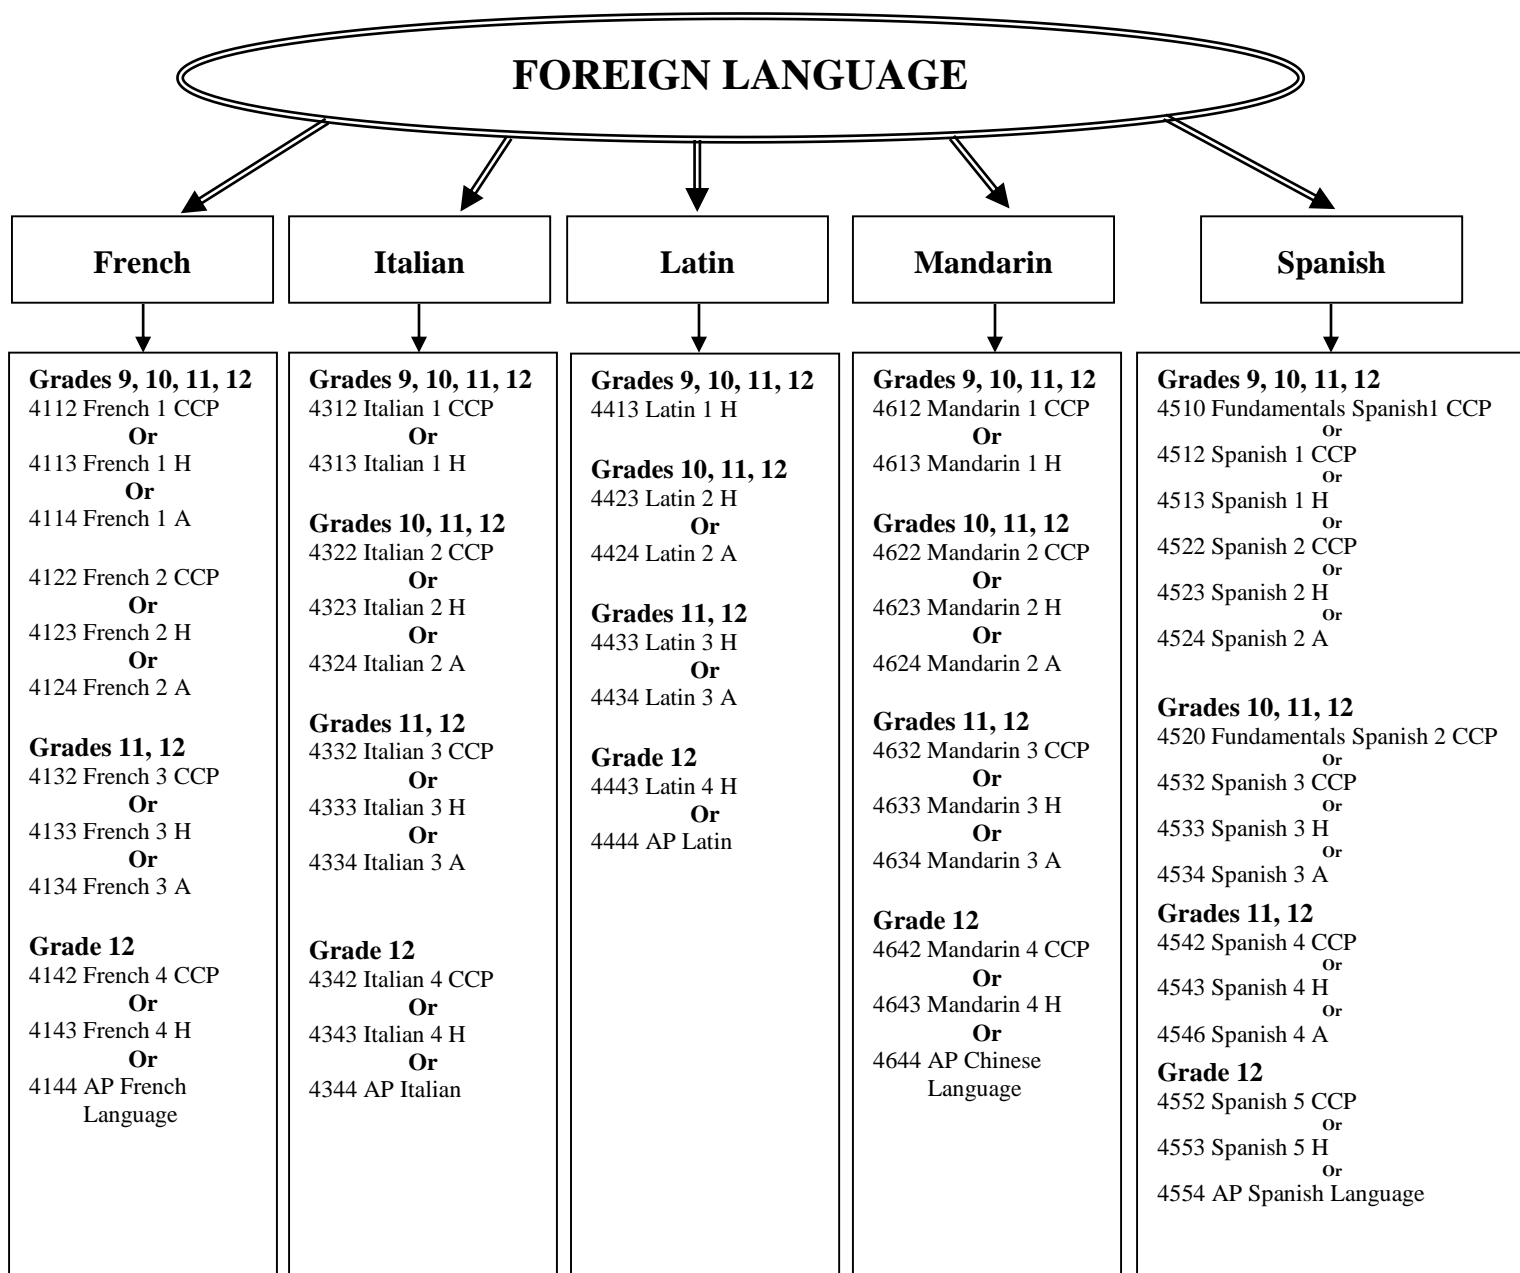 FOREIGN LANGUAGE
French
Italian
Latin
Mandarin
Spanish
Grades 9, 10, 11, 12
4112 French 1 CCP
Or
4113 French 1 H
Or
4114 French 1 A
4122 French 2 CCP
Or
4123 French 2 H
Or
4124 French 2 A
Grades 11, 12
4132 French 3 CCP
Or
4133 French 3 H
Or
4134 French 3 A
Grade 12
4142 French 4 CCP
Or
4143 French 4 H
Or
4144 AP French
Language
Grades 9, 10, 11, 12
4312 Italian 1 CCP
Or
4313 Italian 1 H
Grades 10, 11, 12
4322 Italian 2 CCP
Or
4323 Italian 2 H
Or
4324 Italian 2 A
Grades 11, 12
4332 Italian 3 CCP
Or
4333 Italian 3 H
Or
4334 Italian 3 A
Grade 12
4342 Italian 4 CCP
Or
4343 Italian 4 H
Or
4344 AP Italian
Grades 9, 10, 11, 12
4413 Latin 1 H
Grades 10, 11, 12
4423 Latin 2 H
Or
4424 Latin 2 A
Grades 11, 12
4433 Latin 3 H
Or
4434 Latin 3 A
Grade 12
4443 Latin 4 H
Or
4444 AP Latin
Grades 9, 10, 11, 12
4612 Mandarin 1 CCP
Or
4613 Mandarin 1 H
Grades 10, 11, 12
4622 Mandarin 2 CCP
Or
4623 Mandarin 2 H
Or
4624 Mandarin 2 A
Grades 11, 12
4632 Mandarin 3 CCP
Or
4633 Mandarin 3 H
Or
4634 Mandarin 3 A
Grade 12
4642 Mandarin 4 CCP
Or
4643 Mandarin 4 H
Or
4644 AP Chinese
Language
Grades 9, 10, 11, 12
4510 Fundamentals Spanish1 CCP
Or
4512 Spanish 1 CCP
Or
4513 Spanish 1 H
Or
4522 Spanish 2 CCP
Or
4523 Spanish 2 H
Or
4524 Spanish 2 A
Grades 10, 11, 12
4520 Fundamentals Spanish 2 CCP
Or
4532 Spanish 3 CCP
Or
4533 Spanish 3 H
Or
4534 Spanish 3 A
Grades 11, 12
4542 Spanish 4 CCP
Or
4543 Spanish 4 H
Or
4546 Spanish 4 A
Grade 12
4552 Spanish 5 CCP
Or
4553 Spanish 5 H
Or
4554 AP Spanish Language